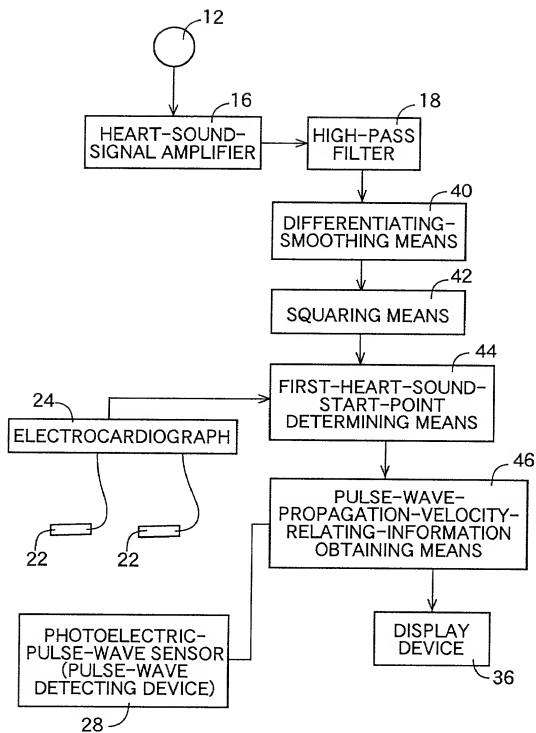 12
16
HEART-SOUND-
SIGNAL AMPLIFIER
18
HIGH-PASS
FILTER
40
DIFFERENTIATING-
SMOOTHING MEANS
42
SQUARING MEANS
44
FIRST-HEART-SOUND-
START-POINT
DETERMINING MEANS
24
ELECTROCARDIOGRAPH
22
22
46
PULSE-WAVE-
PROPAGATION-VELOCITY-
RELATING-INFORMATION
OBTAINING MEANS
PHOTOELECTRIC-
PULSE-WAVE SENSOR
(PULSE-WAVE
DETECTING DEVICE)
28
DISPLAY
DEVICE
36